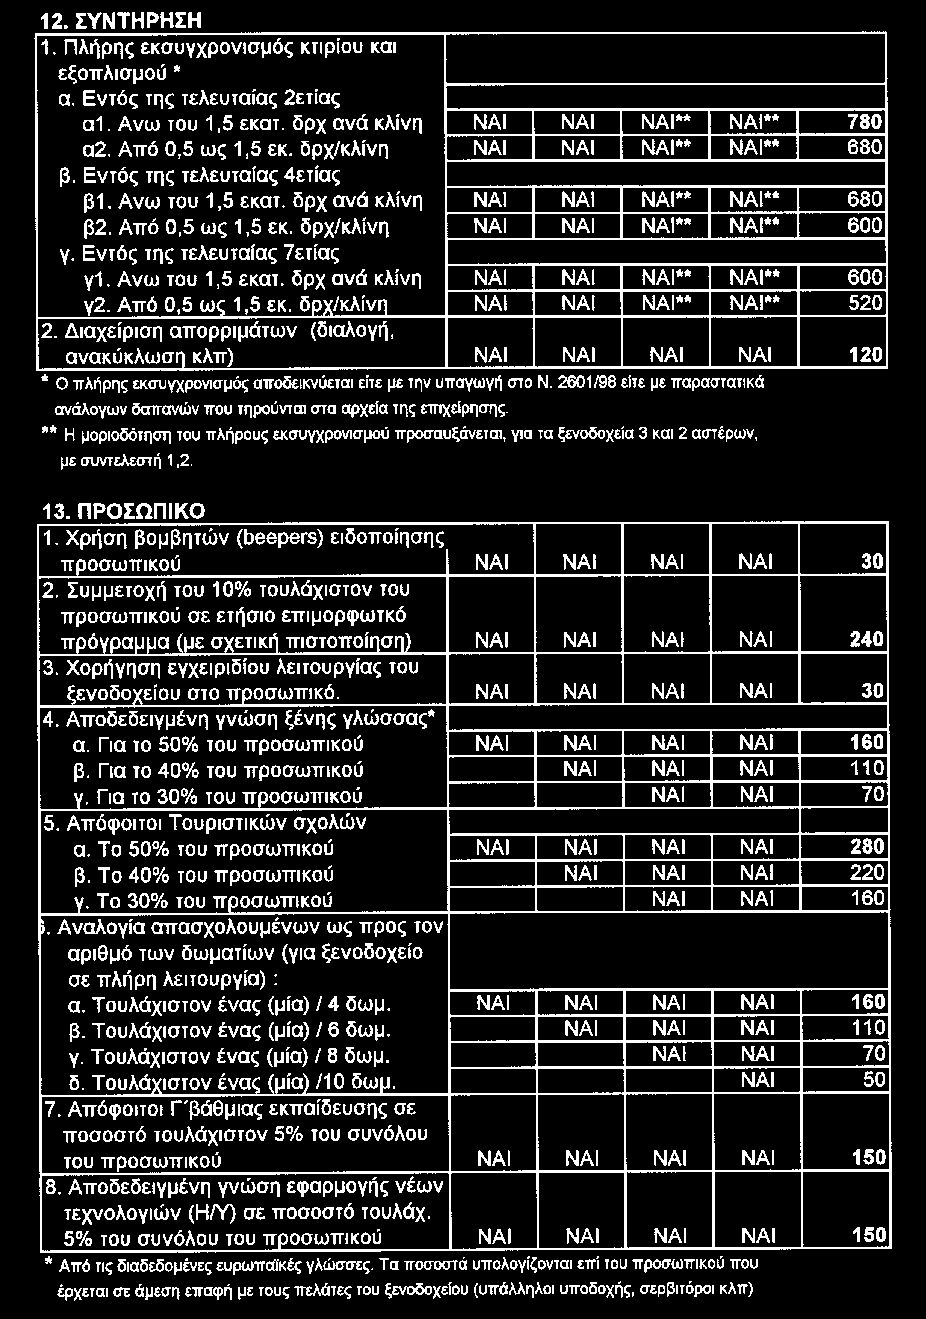 12. ΣΥΝΤΗΡΗΣΗ
1. Πλήρης εκσυγχρονισμός κτιρίου και
εξοπλισμού *
α. Εντός της τελευταίας 2ετίας
α1. Ανω του 1,5 εκατ. δρχ ανά κλίνη ΝΑΙ ΝΑΙ ΝΑΙ** ΝΑΙ** 780
α2. Από 0,5 ως 1,5 εκ. δρχ/κλίνη ΝΑΙ ΝΑΙ ΝΑΙ** ΝΑΙ** 680
β. Εντός της τελευταίας 4ετίας
β1. Ανω του 1,5 εκατ. δρχ ανά κλίνη ΝΑΙ ΝΑΙ ΝΑΙ** ΝΑΙ** 680
β2. Από 0,5 ως 1,5 εκ. δρχ/κλίνη ΝΑΙ ΝΑΙ ΝΑΙ** ΝΑΙ** 600
γ. Εντός της τελευταίας 7ετίας
γ1. Ανω του 1,5 εκατ. δρχ ανά κλίνη ΝΑΙ ΝΑΙ ΝΑΙ** ΝΑΙ** 600
γ2. Από 0,5 ως 1,5 εκ. δρχ/κλίνη ΝΑΙ ΝΑΙ ΝΑΙ** ΝΑΙ** 520
2. Διαχείριση απορριμάτων (διαλογή,
ανακύκλωση κλπ) ΝΑΙ ΝΑΙ ΝΑΙ ΝΑΙ 120
* Ο πλήρης εκσυγχρονισμός αποδεικνύεται είτε με την υπαγωγή στο Ν. 2601/98 είτε με παραστατικά
ανάλογων δαπανών που τηρούνται στα αρχεία της επιχείρησης.
** Η μοριοδότηση του πλήρους εκσυγχρονισμού προσαυξάνεται, για τα ξενοδοχεία 3 και 2 αστέρων,
με συντελεστή 1,2.
13. ΠΡΟΣΩΠΙΚΟ
1. Χρήση βομβητών (beepers) ειδοποίησης
προσωπικού ΝΑΙ ΝΑΙ ΝΑΙ ΝΑΙ 30
2. Συμμετοχή του 10% τουλάχιστον του
προσωπικού σε ετήσιο επιμορφωτκό
πρόγραμμα (με σχετική πιστοποίηση) ΝΑΙ ΝΑΙ ΝΑΙ ΝΑΙ 240
3. Χορήγηση εγχειριδίου λειτουργίας του
ξενοδοχείου στο προσωπικό. ΝΑΙ ΝΑΙ ΝΑΙ ΝΑΙ 30
4. Αποδεδειγμένη γνώση ξένης γλώσσας*
α. Για το 50% του προσωπικού ΝΑΙ ΝΑΙ ΝΑΙ ΝΑΙ 160
β. Για το 40% του προσωπικού ΝΑΙ ΝΑΙ ΝΑΙ 110
γ. Για το 30% του προσωπικού ΝΑΙ ΝΑΙ 70
5. Απόφοιτοι Τουριστικών σχολών
α. Το 50% του προσωπικού ΝΑΙ ΝΑΙ ΝΑΙ ΝΑΙ 280
β. Το 40% του προσωπικού ΝΑΙ ΝΑΙ ΝΑΙ 220
γ. Το 30% του προσωπικού ΝΑΙ ΝΑΙ 160
. Αναλογία απασχολουμένων ως προς τον
αριθμό των δωματίων (για ξενοδοχείο
σε πλήρη λειτουργία) :
α. Τουλάχιστον ένας (μία) / 4 δωμ. ΝΑΙ ΝΑΙ ΝΑΙ ΝΑΙ 160
β. Τουλάχιστον ένας (μία) / 6 δωμ. ΝΑΙ ΝΑΙ ΝΑΙ 110
γ. Τουλάχιστον ένας (μία) / 8 δωμ. ΝΑΙ ΝΑΙ 70
δ. Τουλάχιστον ένας (μία) /10 δωμ. ΝΑΙ 50
7. Απόφοιτοι Γ΄βάθμιας εκπαίδευσης σε
ποσοστό τουλάχιστον 5% του συνόλου
του προσωπικού ΝΑΙ ΝΑΙ ΝΑΙ ΝΑΙ 150
8. Αποδεδειγμένη γνώση εφαρμογής νέων
τεχνολογιών (Η/Υ) σε ποσοστό τουλάχ.
5% του συνόλου του προσωπικού ΝΑΙ ΝΑΙ ΝΑΙ ΝΑΙ 150
* Από τις διαδεδομένες ευρωπαϊκές γλώσσες. Τα ποσοστά υπολογίζονται επί του προσωπικού που
έρχεται σε άμεση επαφή με τους πελάτες του ξενοδοχείου (υπάλληλοι υποδοχής, σερβιτόροι κλπ)